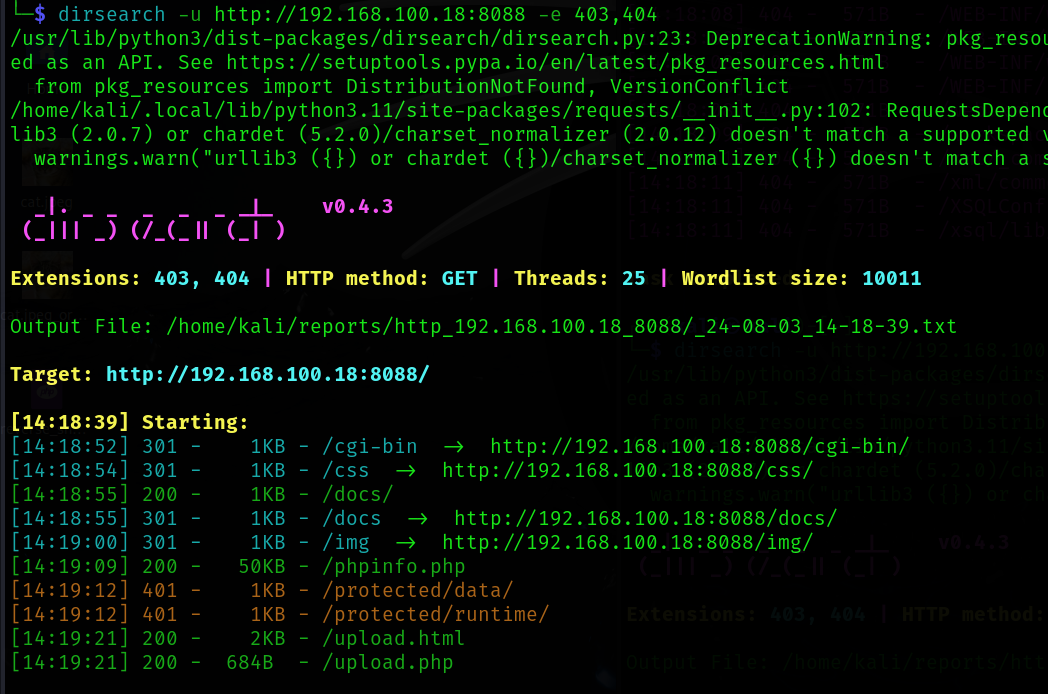 └─$ dirsearch -u http://192.168.100.18:8088 -e 403,404
/usr/lib/python3/dist-packages/dirsearch/dirsearch.py:23: DeprecationWarning: pkg_resou
ed as an API. See https://setuptools.pypa.io/en/latest/pkg_resources.html
  from pkg_resources import DistributionNotFound, VersionConflict
/home/kali/.local/lib/python3.11/site-packages/requests/__init__.py:102: RequestsDepend
lib3 (2.0.7) or chardet (5.2.0)/charset_normalizer (2.0.12) doesn't match a supported v
  warnings.warn("urllib3 ({}) or chardet ({})/charset_normalizer ({}) doesn't match a s
  _|. _ _  _  _  _ _|_    v0.4.3
 (_||| _) (/_(_|| (_| )
Extensions: 403, 404 | HTTP method: GET | Threads: 25 | Wordlist size: 10011
Output File: /home/kali/reports/http_192.168.100.18_8088/_24-08-03_14-18-39.txt
Target: http://192.168.100.18:8088/
[14:18:39] Starting:
[14:18:52] 301 -    1KB - /cgi-bin  ->  http://192.168.100.18:8088/cgi-bin/
[14:18:54] 301 -    1KB - /css  ->  http://192.168.100.18:8088/css/
[14:18:55] 200 -    1KB - /docs/
[14:18:55] 301 -    1KB - /docs  ->  http://192.168.100.18:8088/docs/
[14:19:00] 301 -    1KB - /img  ->  http://192.168.100.18:8088/img/
[14:19:09] 200 -   50KB - /phpinfo.php
[14:19:12] 401 -    1KB - /protected/data/
[14:19:12] 401 -    1KB - /protected/runtime/
[14:19:21] 200 -    2KB - /upload.html
[14:19:21] 200 -  684B  - /upload.php